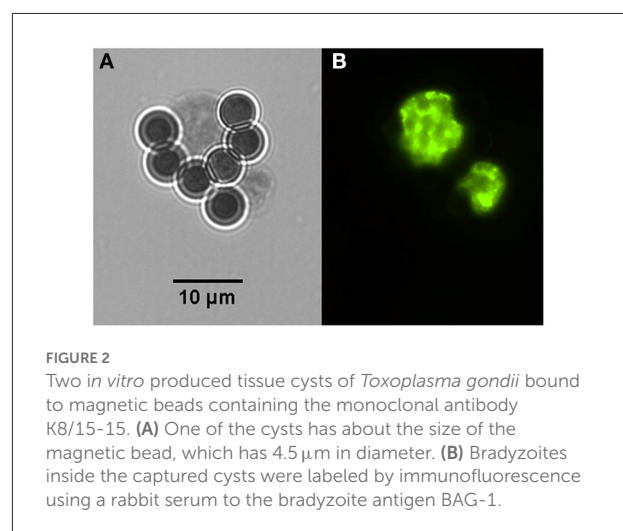 A
B
10 µm
FIGURE 2
Two in vitro produced tissue cysts of Toxoplasma gondii bound
to magnetic beads containing the monoclonal antibody
K8/15-15. (A) One of the cysts has about the size of the
magnetic bead, which has 4.5 µm in diameter. (B) Bradyzoites
inside the captured cysts were labeled by immunofluorescence
using a rabbit serum to the bradyzoite antigen BAG-1.